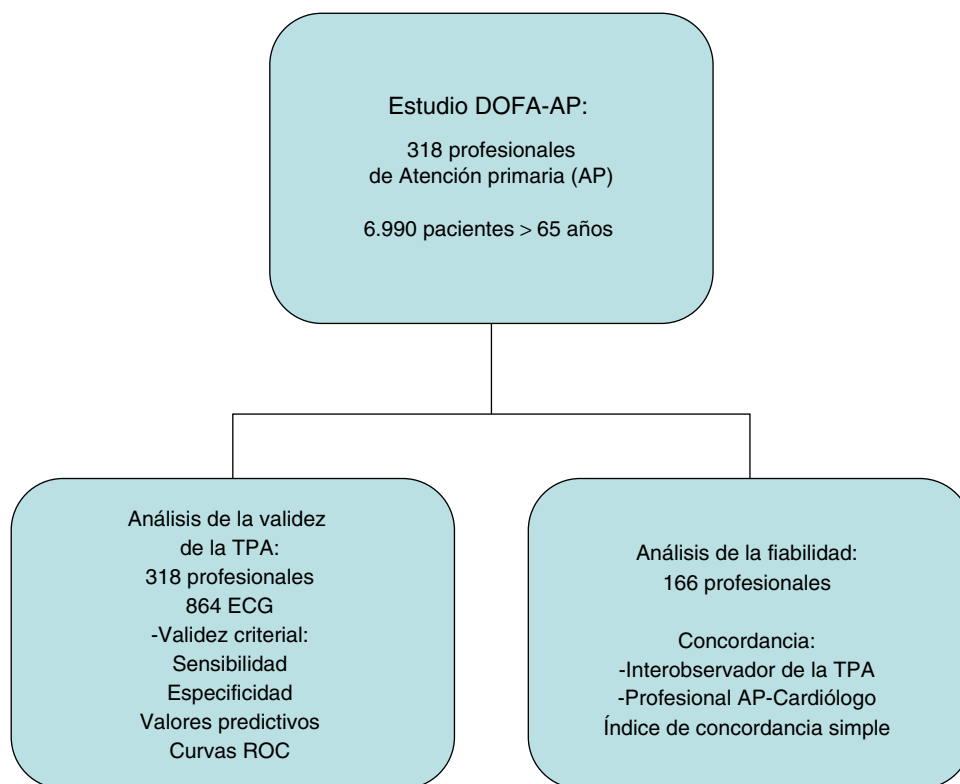 Estudio DOFA-AP:
318 profesionales
de Atención primaria (AP)
6.990 pacientes > 65 años
Análisis de la validez
de la TPA:
318 profesionales
864 ECG
-Validez criterial:
Sensibilidad
Especificidad
Valores predictivos
Curvas ROC
Análisis de la fiabilidad:
166 profesionales
Concordancia:
-Interobservador de la TPA
-Profesional AP-Cardiólogo
Índice de concordancia simple